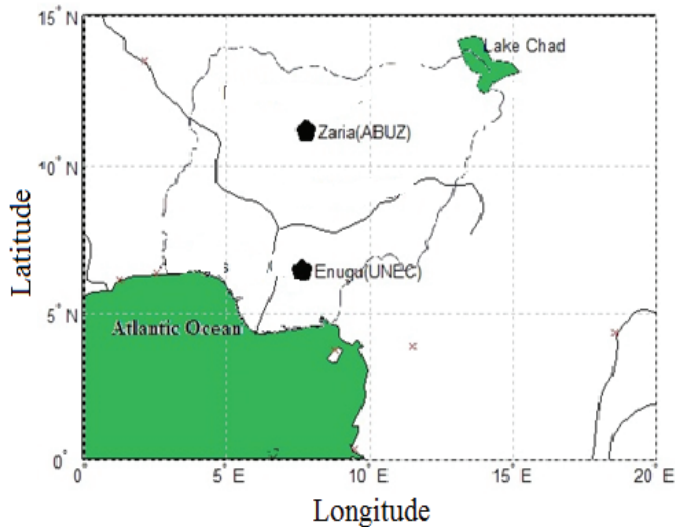 15° N
Lake Chad
Zaria(ABUZ)
10° N
Latitude
Enugu(UNEC)
5° N
Atlantic Ocean
0°
0° 5° E 10° E 15° E 20° E
Longitude